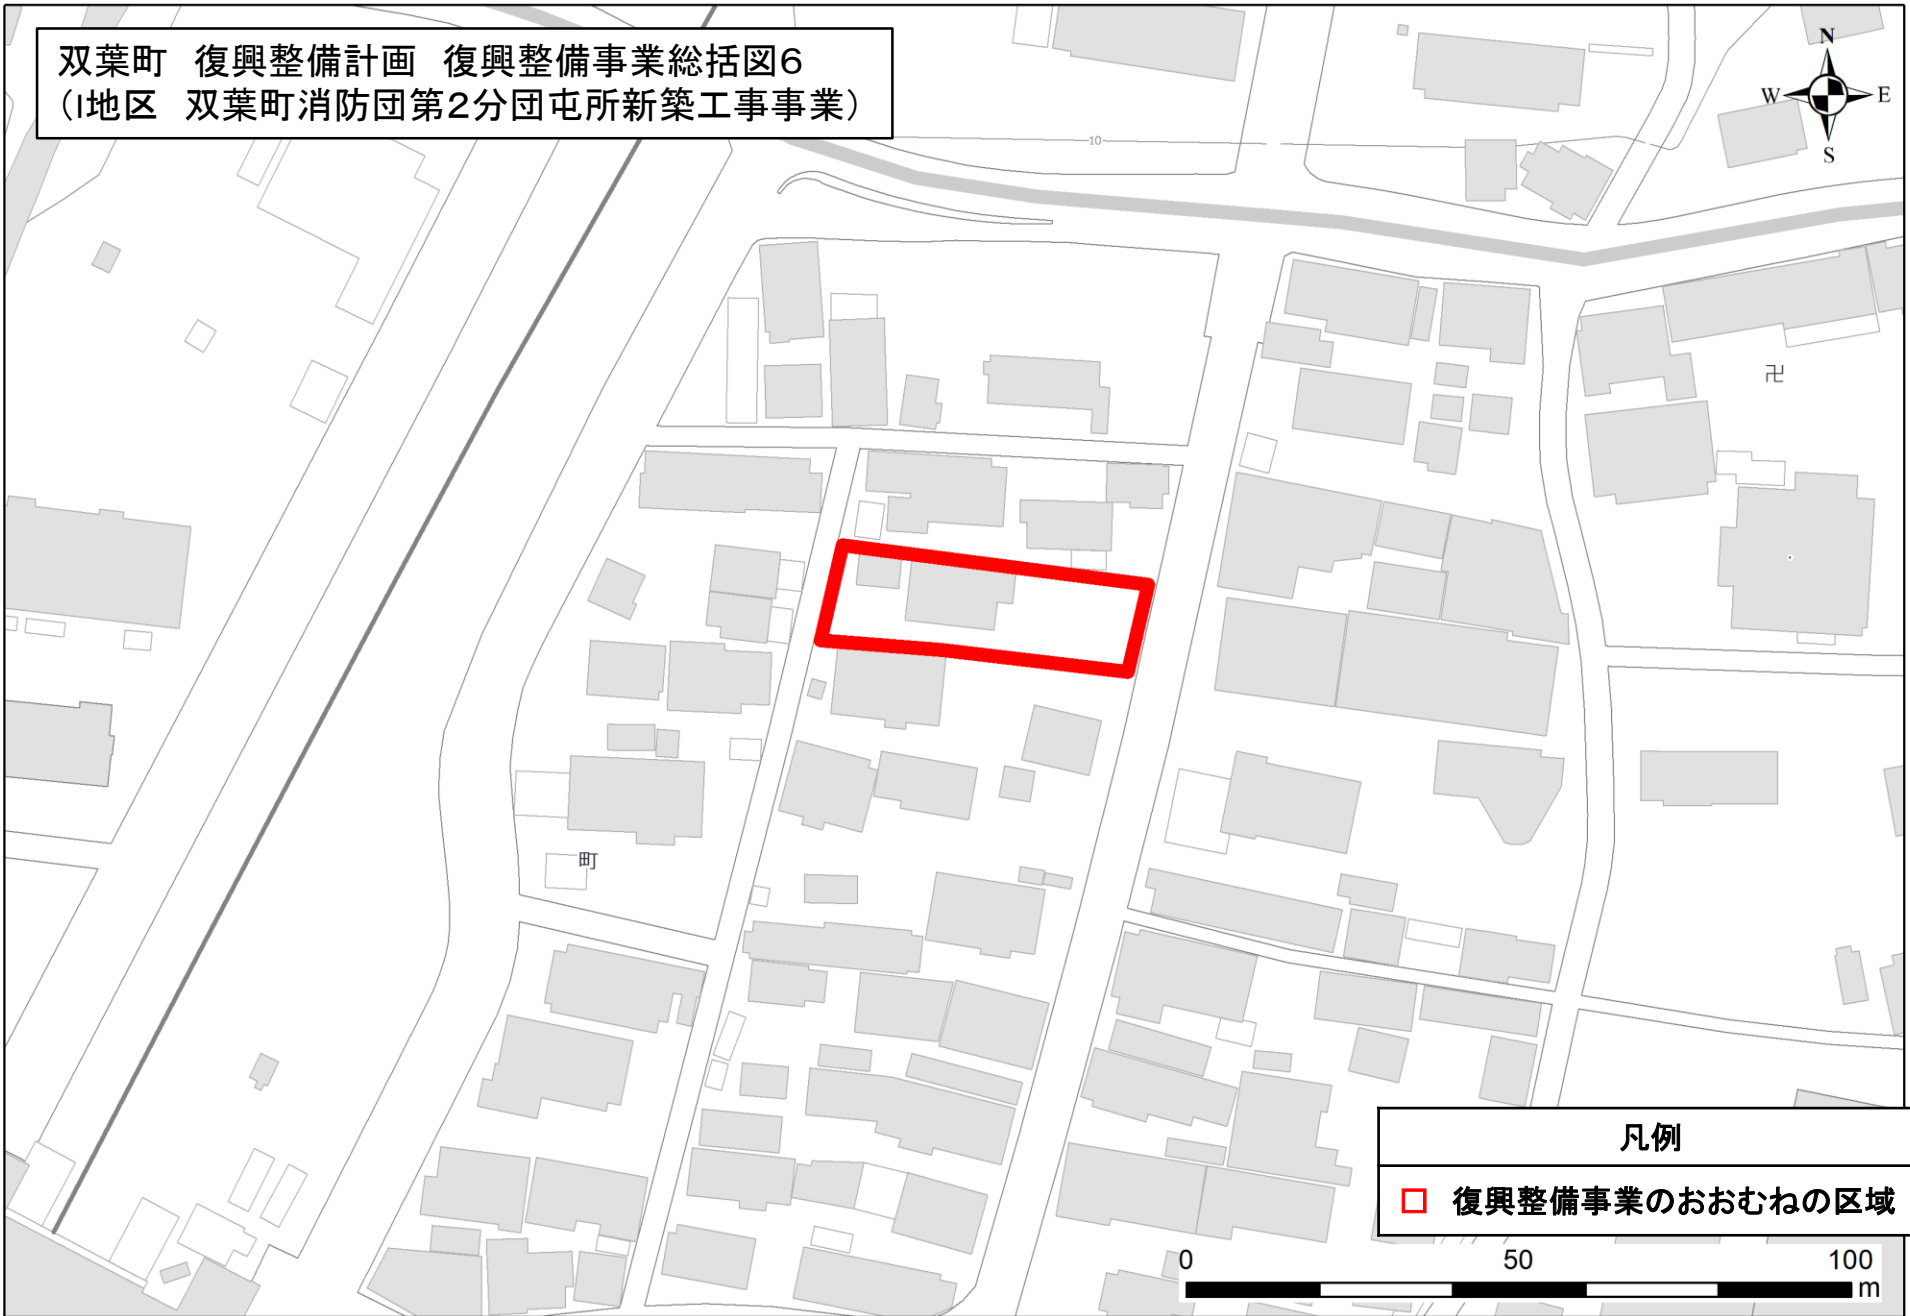 双葉町 復興整備計画 復興整備事業総括図6
(I地区 双葉町消防団第2分団屯所新築工事事業)
N
W E
S
10
卍
町
凡例
復興整備事業のおおむねの区域
0 50 100
m